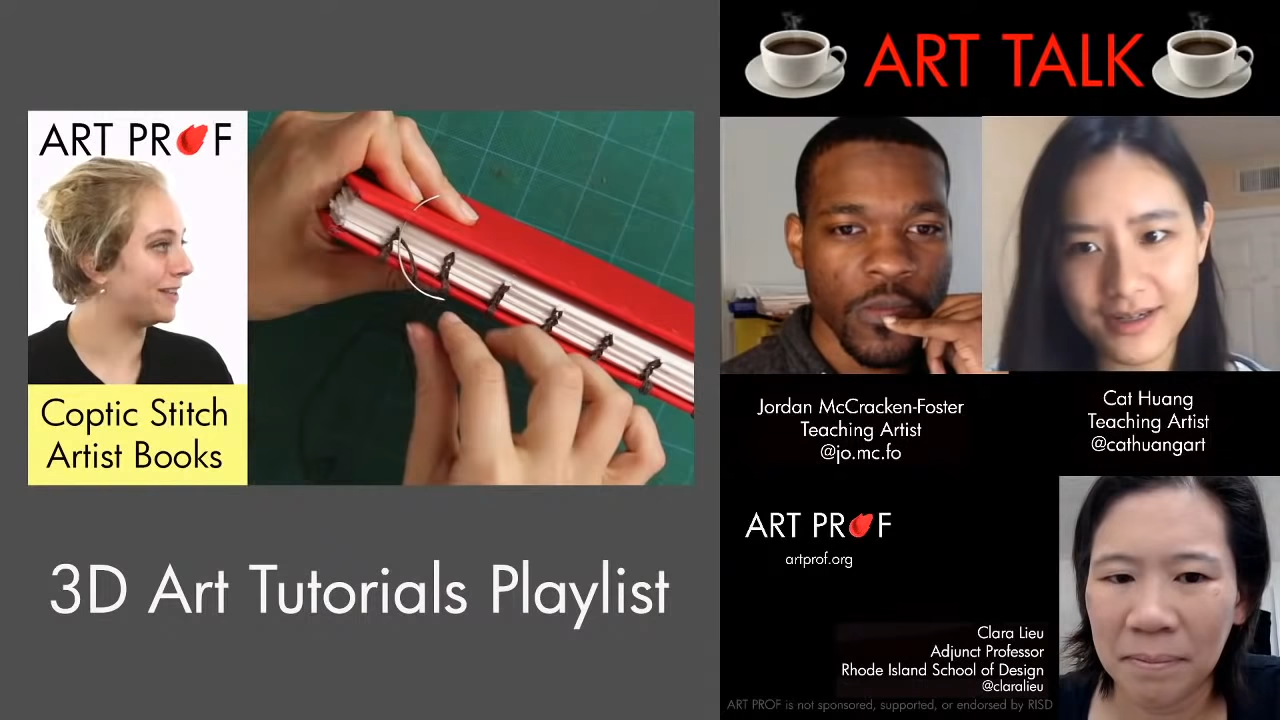 ART PROF
Coptic Stitch
Artist Books
3D Art Tutorials Playlist
ART TALK
Jordan McCracken-Foster
Teaching Artist
@jo.mc.fo
Cat Huang
Teaching Artist
@cathuangart
ART PROF
artprof.org
Clara Lieu
Adjunct Professor
Rhode Island School of Design
@claralieu
ART PROF is not sponsored, supported, or endorsed by RISD